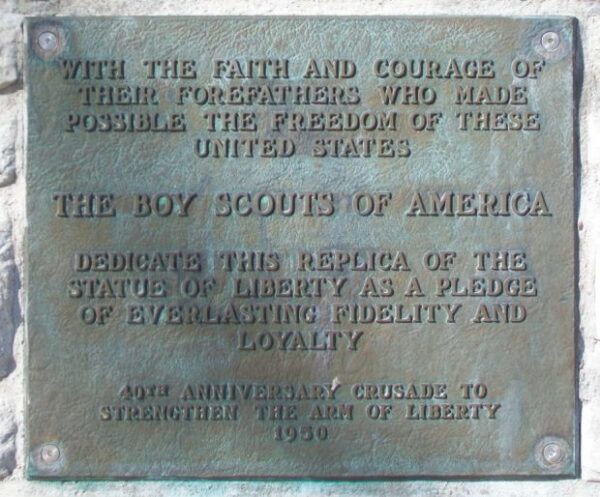 WITH THE FAITH AND COURAGE OF
THEIR FOREFATHERS WHO MADE
POSSIBLE THE FREEDOM OF THESE
UNITED STATES
THE BOY SCOUTS OF AMERICA
DEDICATE THIS REPLICA OF THE
STATUE OF LIBERTY AS A PLEDGE
OF EVERLASTING FIDELITY AND
LOYALTY
40TH ANNIVERSARY CRUSADE TO
STRENGTHEN THE ARM OF LIBERTY
1950